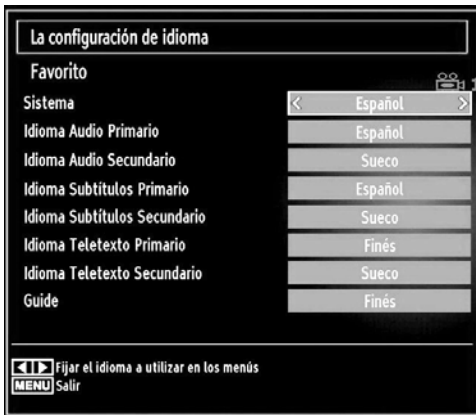 La configuración de idioma
Favorito
Sistema < Español >
Idioma Audio Primario Español
Idioma Audio Secundario Sueco
Idioma Subtítulos Primario Español
Idioma Subtítulos Secundario Sueco
Idioma Teletexto Primario Finés
Idioma Teletexto Secundario Sueco
Guide Finés
Fijar el idioma a utilizar en los menús
MENU Salir